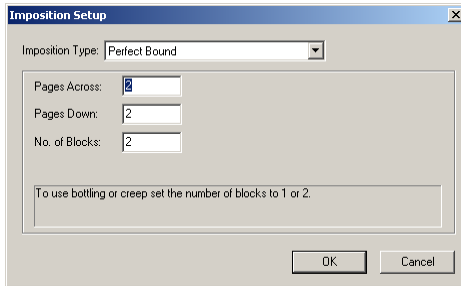 Imposition Setup
Imposition Type: Perfect Bound
Pages Across: 2
Pages Down: 2
No. of Blocks: 2
To use bottling or creep set the number of blocks to 1 or 2.
OK Cancel